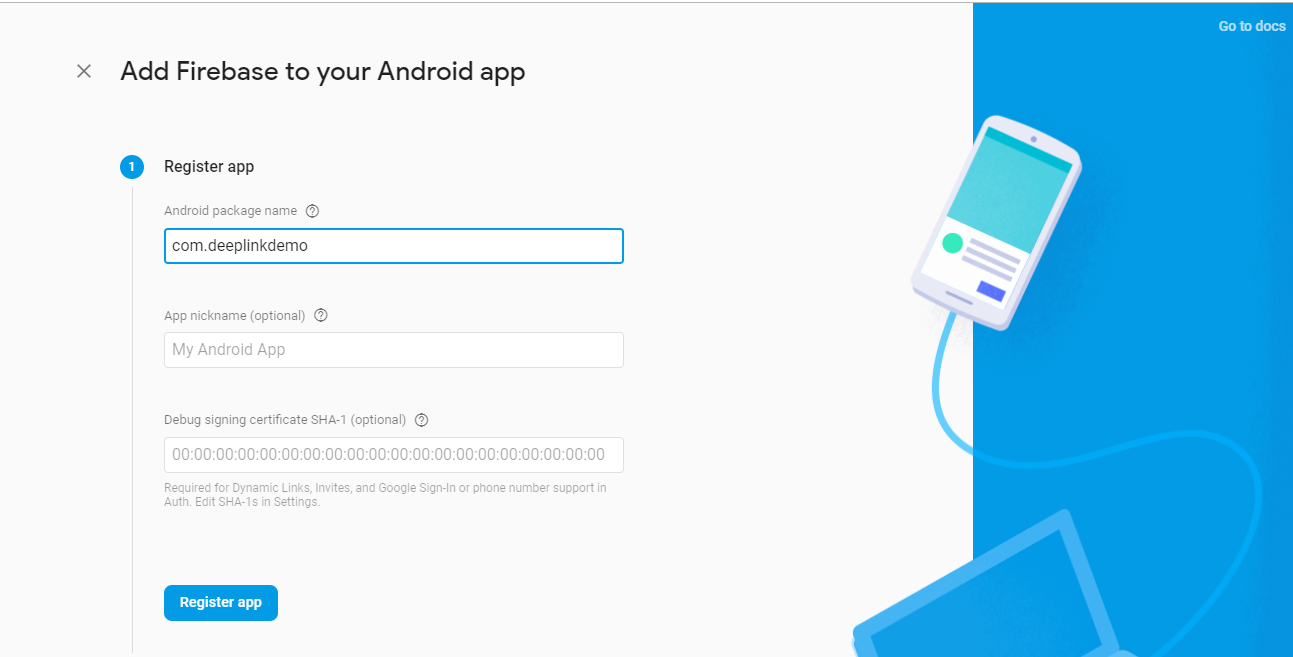 Go to docs
Add Firebase to your Android app
1 Register app
Android package name ?
com.deeplinkdemo
App nickname (optional) ?
My Android App
Debug signing certificate SHA-1 (optional) ?
00:00:00:00:00:00:00:00:00:00:00:00:00:00:00:00:00:00:00:00
Required for Dynamic Links, Invites, and Google Sign-In or phone number support in
Auth. Edit SHA-1s in Settings.
Register app